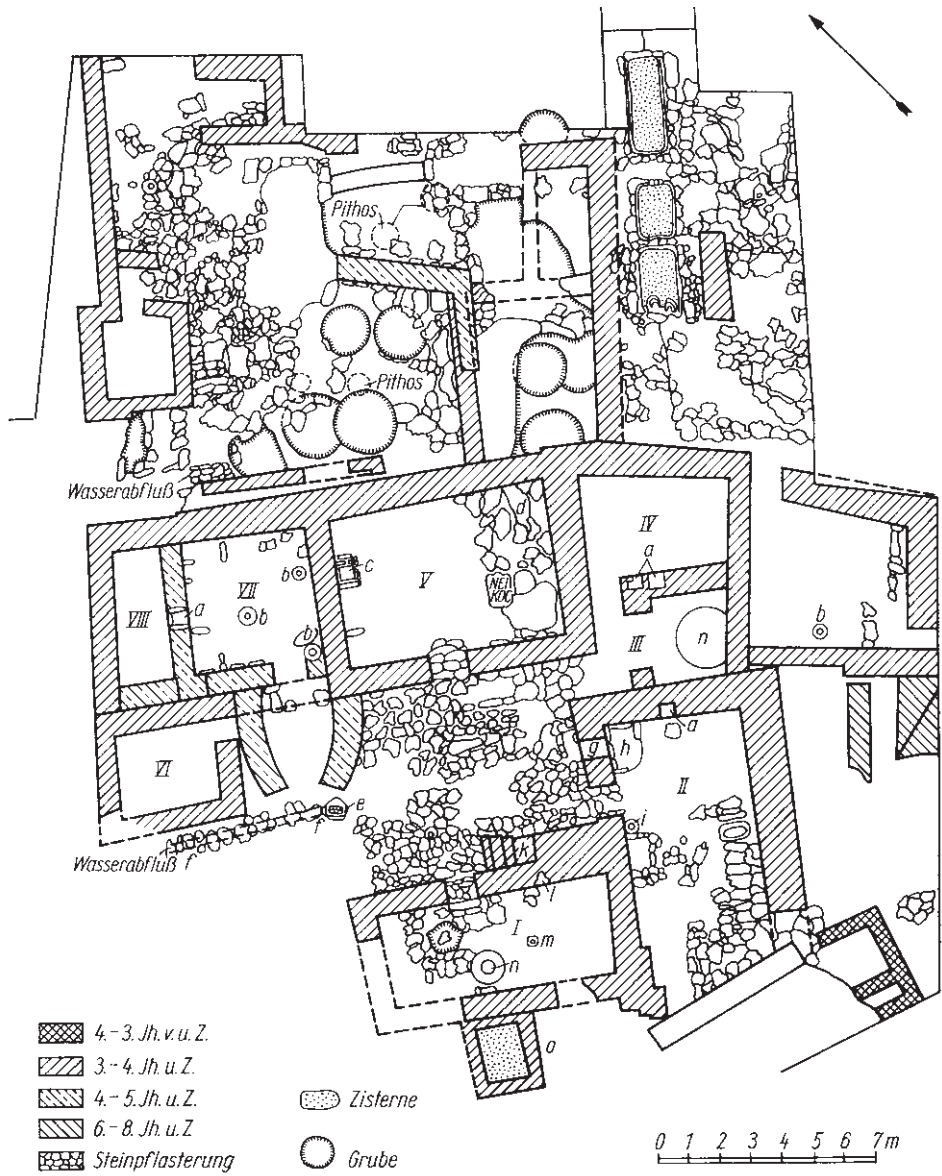 Pithos
Pithos
Wasserabfluß
IV
a
d
c
V
b
VII
a
b
VIII
NEI
KOC
b
III
n
b
VI
g
h
a
II
e
f
i
Wasserabfluß f
k
l
I
m
n
o
4.-3. Jh. v. u. Z.
3.-4. Jh. u. Z.
4.-5. Jh. u. Z.
6.-8. Jh. u. Z
Steinpflasterung
Zisterne
Grube
0 1 2 3 4 5 6 7m